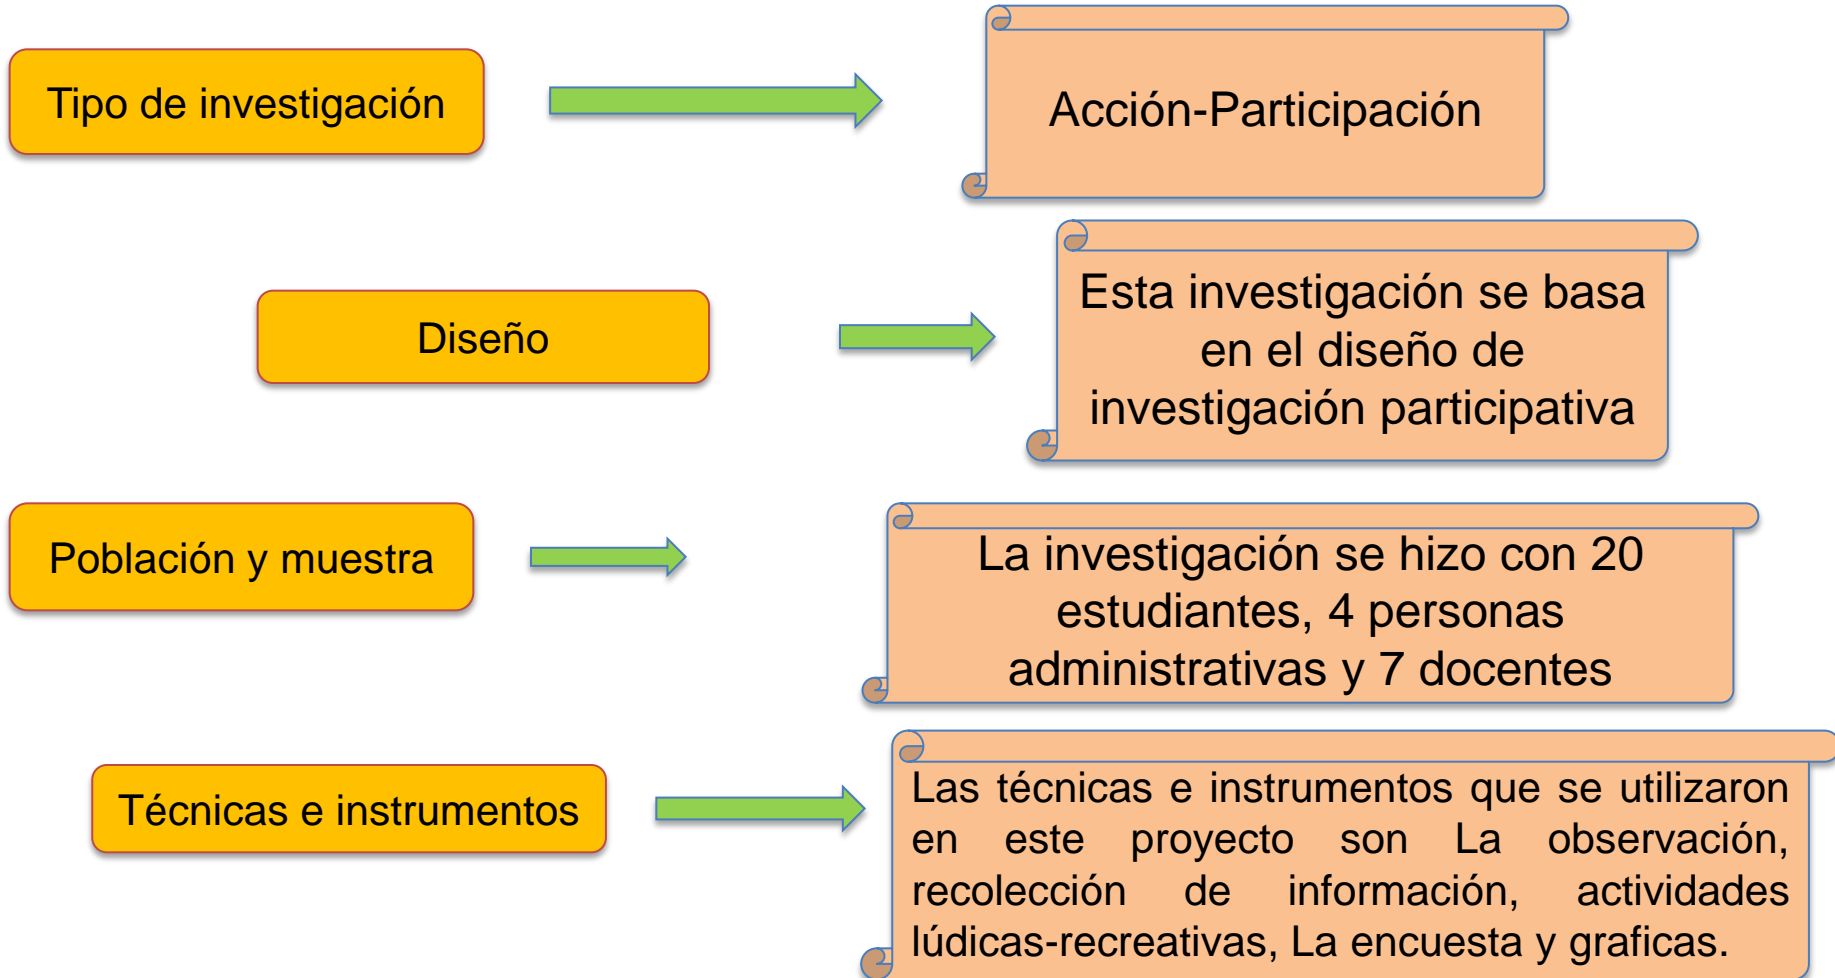 Tipo de investigación
Acción-Participación
Diseño
Esta investigación se basa
en el diseño de
investigación participativa
Población y muestra
La investigación se hizo con 20
estudiantes, 4 personas
administrativas y 7 docentes
Técnicas e instrumentos
Las técnicas e instrumentos que se utilizaron
en este proyecto son La observación,
recolección de información, actividades
lúdicas-recreativas, La encuesta y graficas.